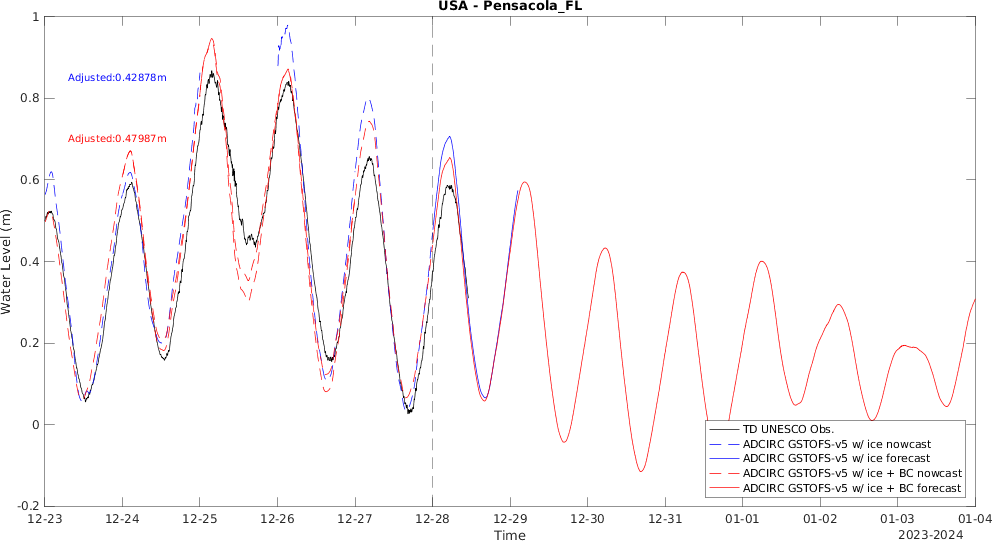 USA - Pensacola_FL
Adjusted:0.42878m
Adjusted:0.47987m
Water Level (m)
1
0.8
0.6
0.4
0.2
0
-0.2
TD UNESCO Obs.
ADCIRC GSTOFS-v5 w/ ice nowcast
ADCIRC GSTOFS-v5 w/ ice forecast
ADCIRC GSTOFS-v5 w/ ice + BC nowcast
ADCIRC GSTOFS-v5 w/ ice + BC forecast
12-23 12-24 12-25 12-26 12-27 12-28 12-29 12-30 12-31 01-01 01-02 01-03 01-04
Time
2023-2024